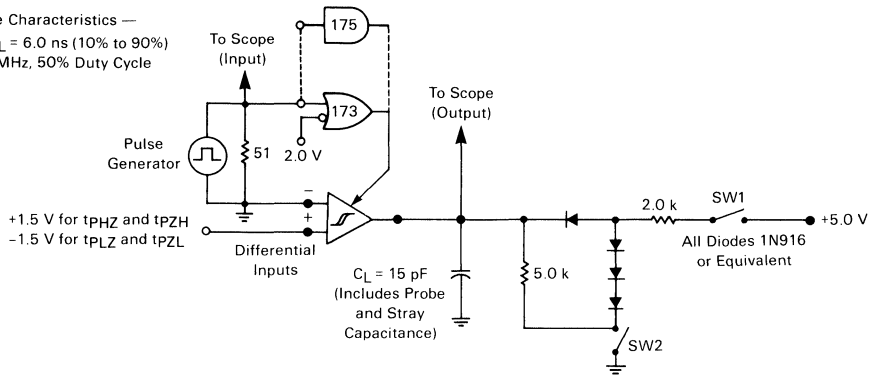 e Characteristics —
L = 6.0 ns (10% to 90%)
MHz, 50% Duty Cycle
To Scope
(Input)
175
173
To Scope
(Output)
Pulse
Generator
51
2.0 V
+1.5 V for tPHZ and tPZH
−1.5 V for tPLZ and tPZL
−
+
Differential
Inputs
CL = 15 pF
(Includes Probe
and Stray
Capacitance)
5.0 k
2.0 k
SW1
+5.0 V
All Diodes 1N916
or Equivalent
SW2